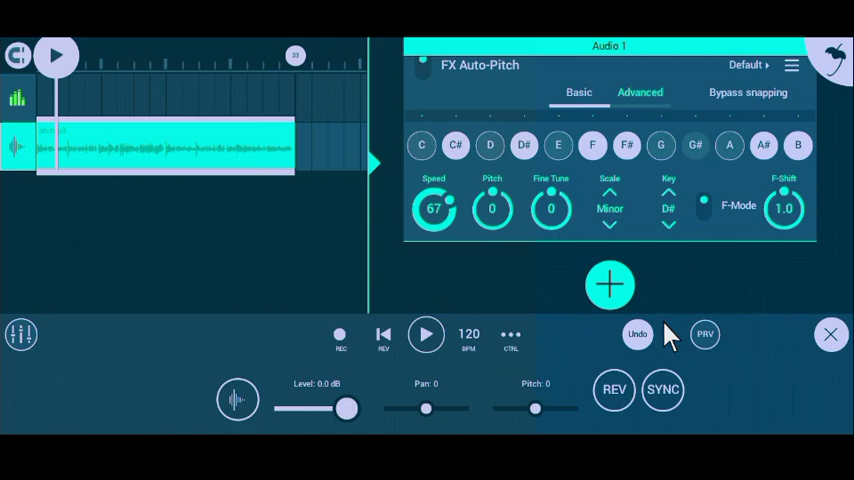 Audio 1
FX Auto-Pitch
Default
Basic
Advanced
Bypass snapping
C
C#
D
D#
E
F
F#
G
G#
A
A#
B
Speed
Pitch
Fine Tune
Scale
Key
F-Shift
67
0
0
Minor
D#
F-Mode
1.0
33
ah.mp3
REC
REV
120
BPM
CTRL
Undo
PRV
Level: 0.0 dB
Pan: 0
Pitch: 0
REV
SYNC